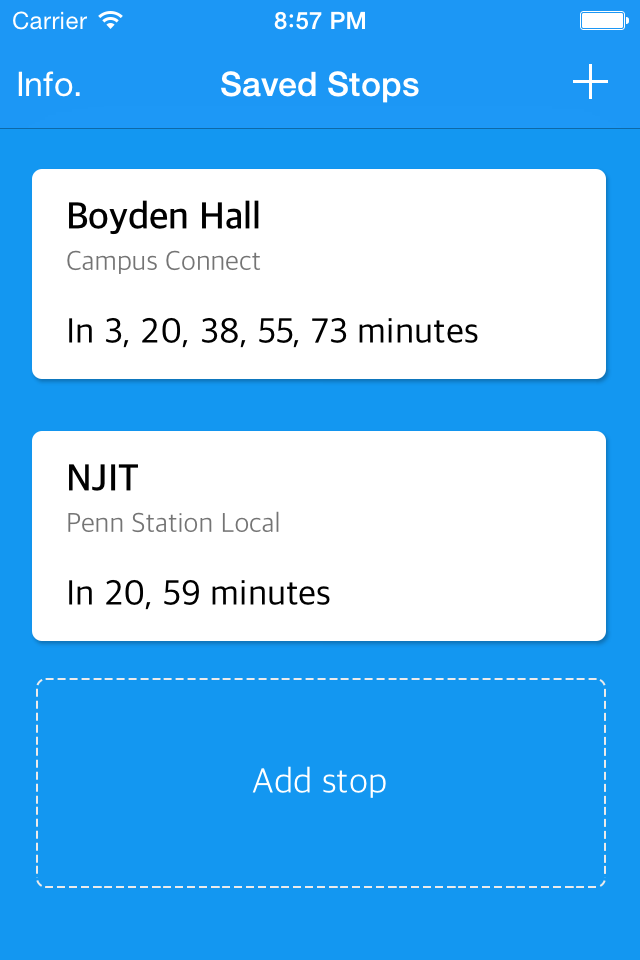 Carrier 8:57 PM
Info. Saved Stops
Boyden Hall
Campus Connect
In 3, 20, 38, 55, 73 minutes
NJIT
Penn Station Local
In 20, 59 minutes
Add stop